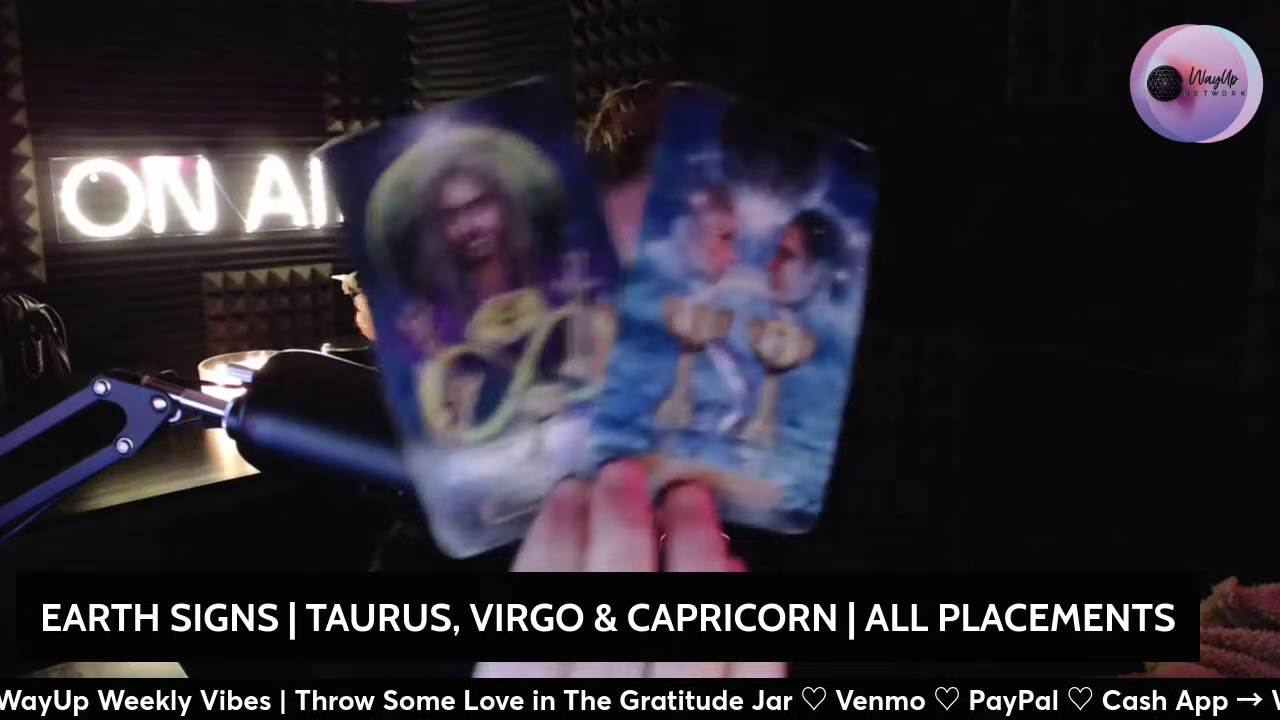 WayUp
NETWORK
ON AI
EARTH SIGNS | TAURUS, VIRGO & CAPRICORN | ALL PLACEMENTS
WayUp Weekly Vibes | Throw Some Love in The Gratitude Jar ♡ Venmo ♡ PayPal ♡ Cash App → W